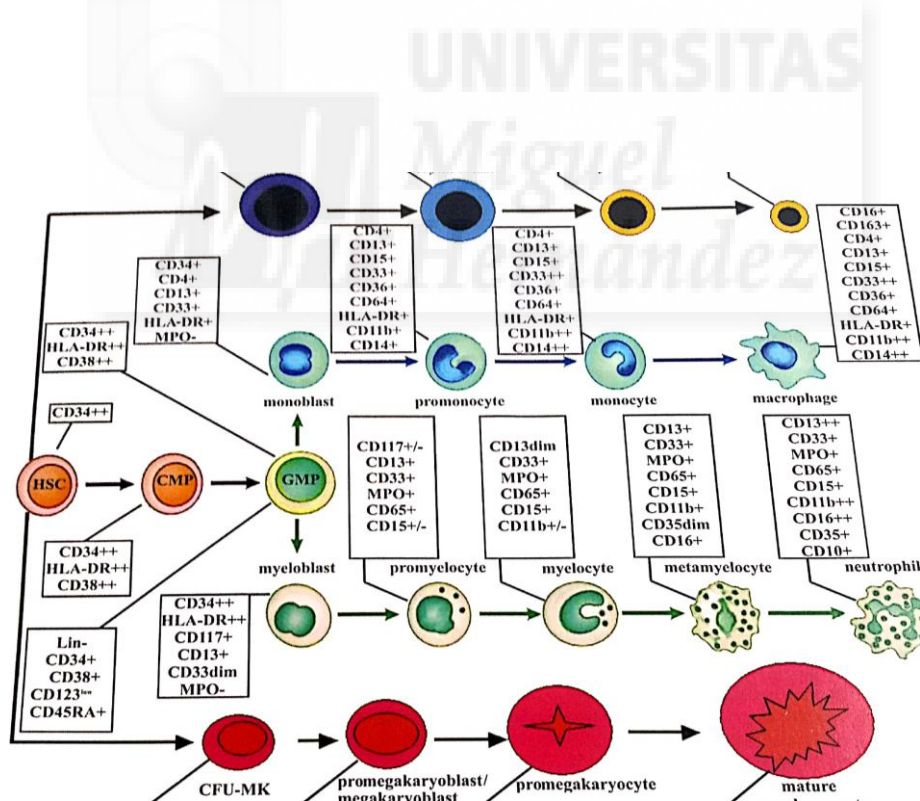 UNIVERSITAS
Miguel
Hernández
CD34+
CD4+
CD13+
CD33+
HLA-DR+
MPO-
CD4+
CD13+
CD15+
CD33+
CD36+
CD64+
HLA-DR+
CD11b+
CD14+
CD4+
CD13+
CD15+
CD33++
CD36+
CD64+
HLA-DR+
CD11b++
CD14++
CD16+
CD163+
CD4+
CD13+
CD15+
CD33++
CD36+
CD64+
HLA-DR+
CD11b++
CD14++
CD34++
HLA-DR++
CD38++
monoblast
promonocyte
monocyte
macrophage
CD34++
HSC
CMP
GMP
CD117+/-
CD13+
CD33+
MPO+
CD65+
CD15+/-
CD13dim
CD33+
MPO+
CD65+
CD15+
CD11b+/-
CD13+
CD33+
MPO+
CD65+
CD15+
CD11b+
CD35dim
CD16+
CD13++
CD33+
MPO+
CD65+
CD15+
CD11b++
CD16++
CD35+
CD10+
CD34++
HLA-DR++
CD38++
myeloblast
promyelocyte
myelocyte
metamyelocyte
neutrophil
CD34++
HLA-DR++
CD117+
CD13+
CD33dim
MPO-
Lin-
CD34+
CD38+
CD123low
CD45RA+
CFU-MK
promegakaryoblast/
megakaryoblast
promegakaryocyte
mature